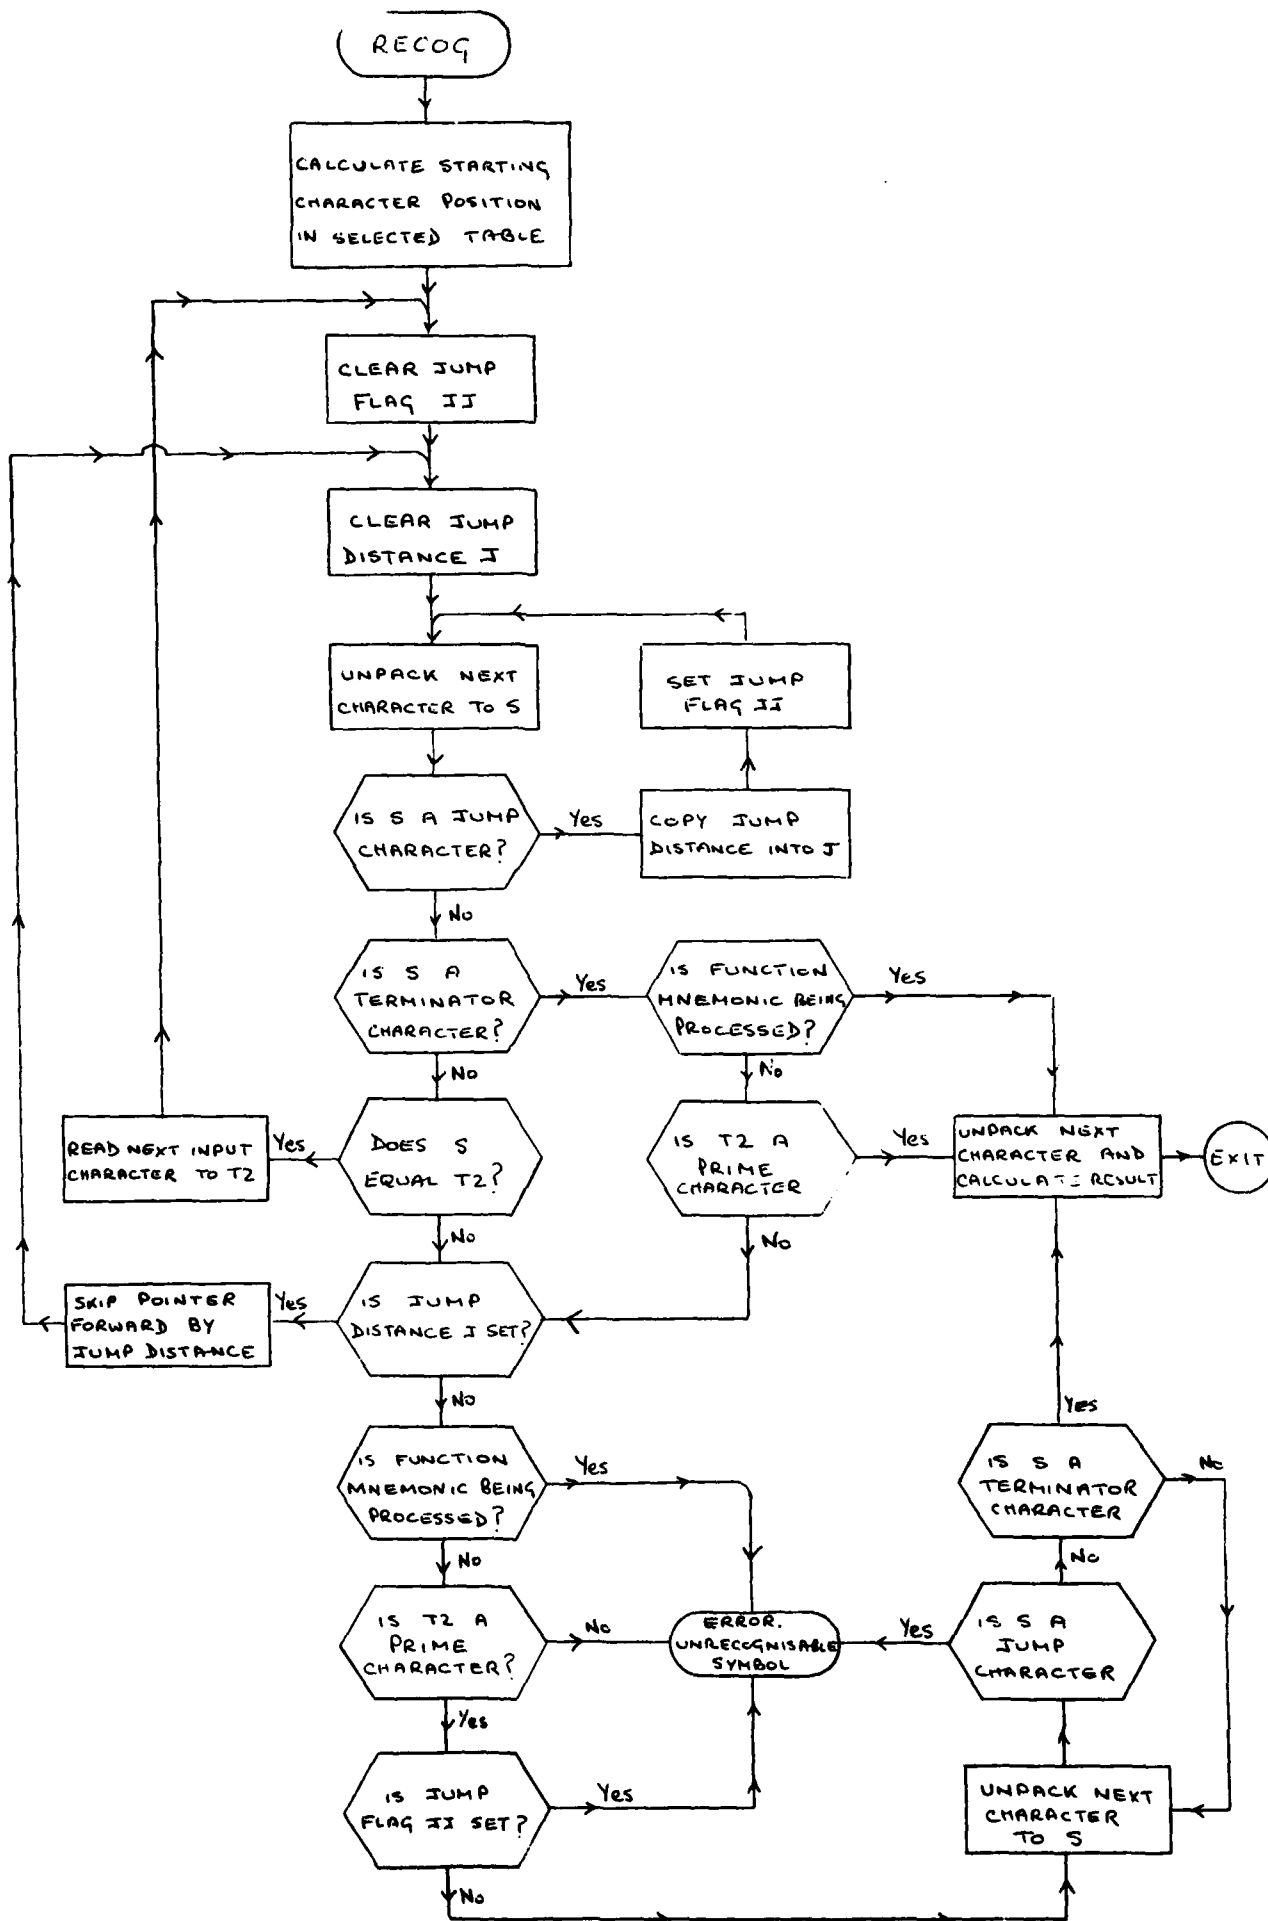 RECOG
CALCULATE STARTING
CHARACTER POSITION
IN SELECTED TABLE
CLEAR JUMP
FLAG JJ
CLEAR JUMP
DISTANCE J
UNPACK NEXT
CHARACTER TO S
SET JUMP
FLAG JJ
IS S A JUMP
CHARACTER?
Yes
COPY JUMP
DISTANCE INTO J
No
IS S A
TERMINATOR
CHARACTER?
Yes
IS FUNCTION
MNEMONIC BEING
PROCESSED?
Yes
No
No
READ NEXT INPUT
CHARACTER TO T2
Yes
DOES S
EQUAL T2?
IS T2 A
PRIME
CHARACTER
Yes
UNPACK NEXT
CHARACTER AND
CALCULATE RESULT
EXIT
No
No
SKIP POINTER
FORWARD BY
JUMP DISTANCE
Yes
IS JUMP
DISTANCE J SET?
No
Yes
IS FUNCTION
MNEMONIC BEING
PROCESSED?
Yes
IS S A
TERMINATOR
CHARACTER
No
No
No
IS T2 A
PRIME
CHARACTER?
No
ERROR.
UNRECOGNISABLE
SYMBOL
Yes
IS S A
JUMP
CHARACTER
Yes
IS JUMP
FLAG JJ SET?
Yes
UNPACK NEXT
CHARACTER
TO S
No